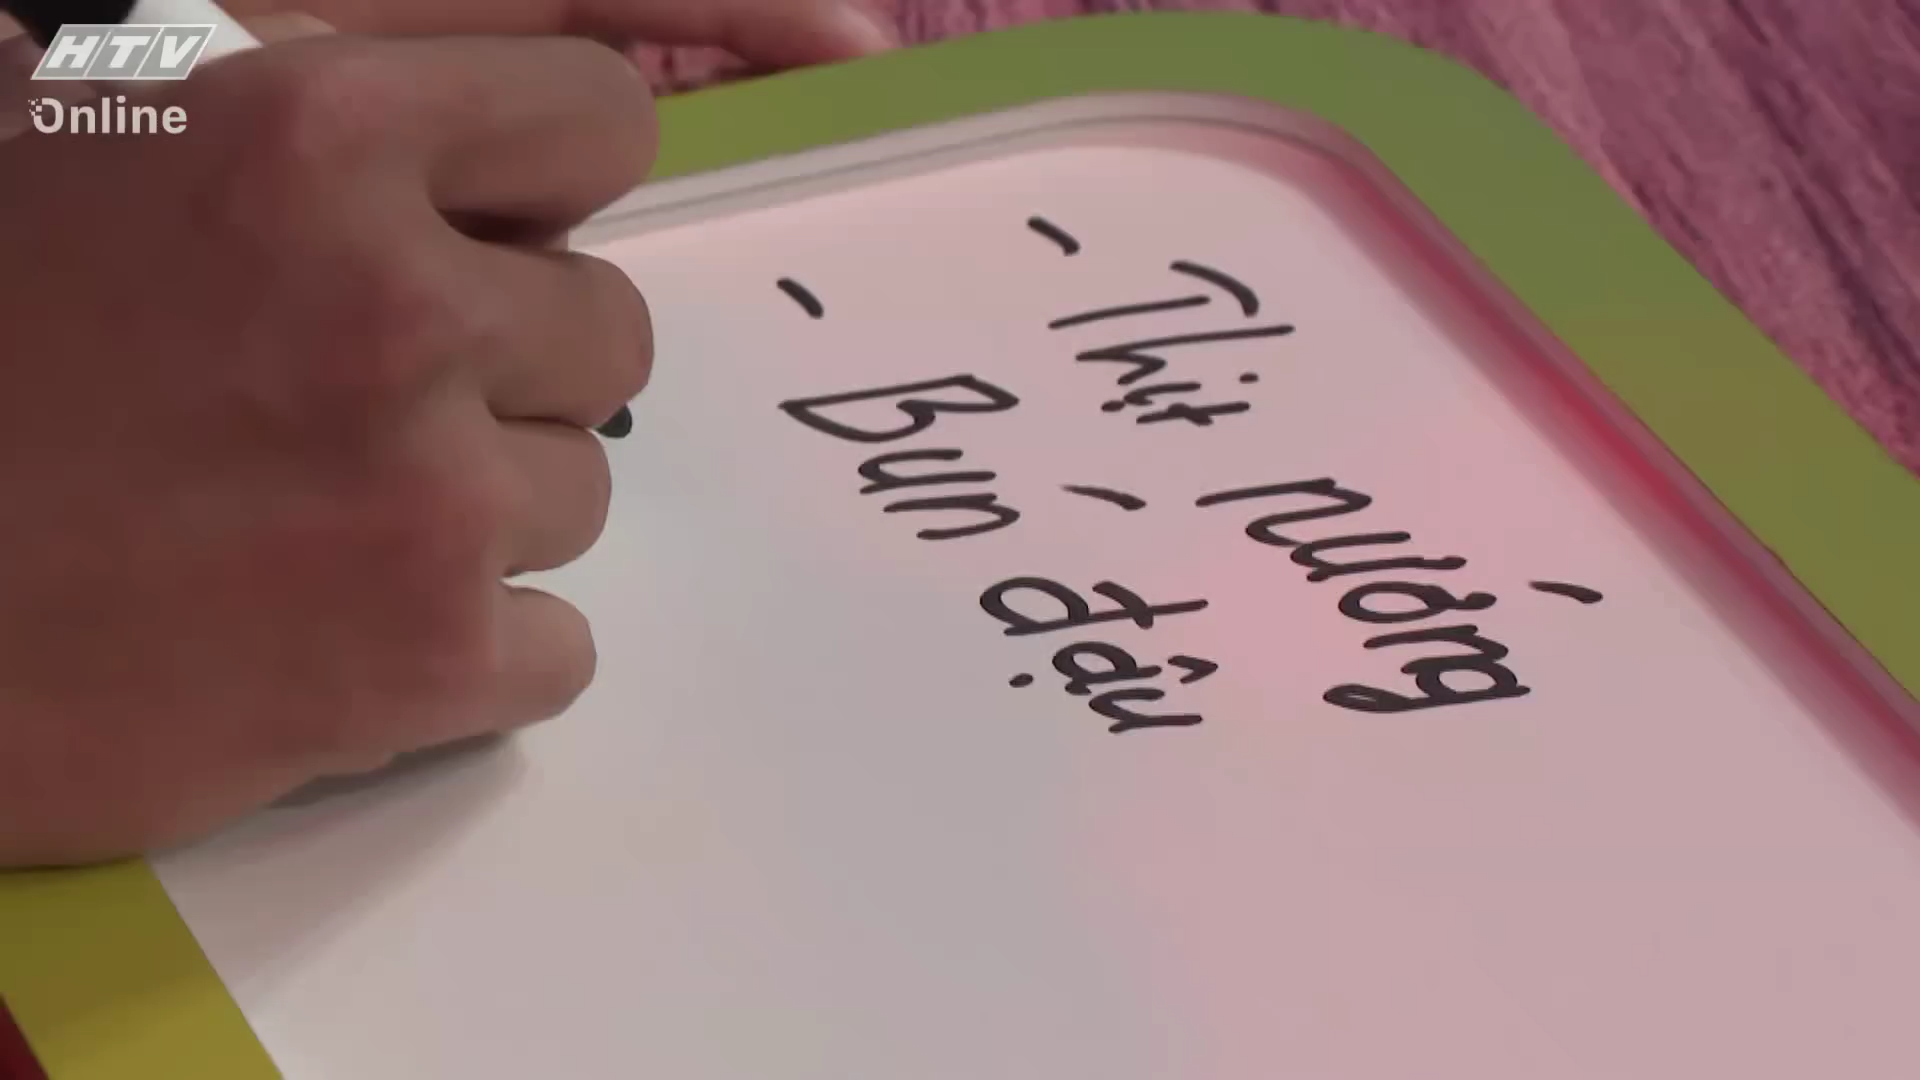 HTV
Online
- Thịt nướng
- Bún đậu